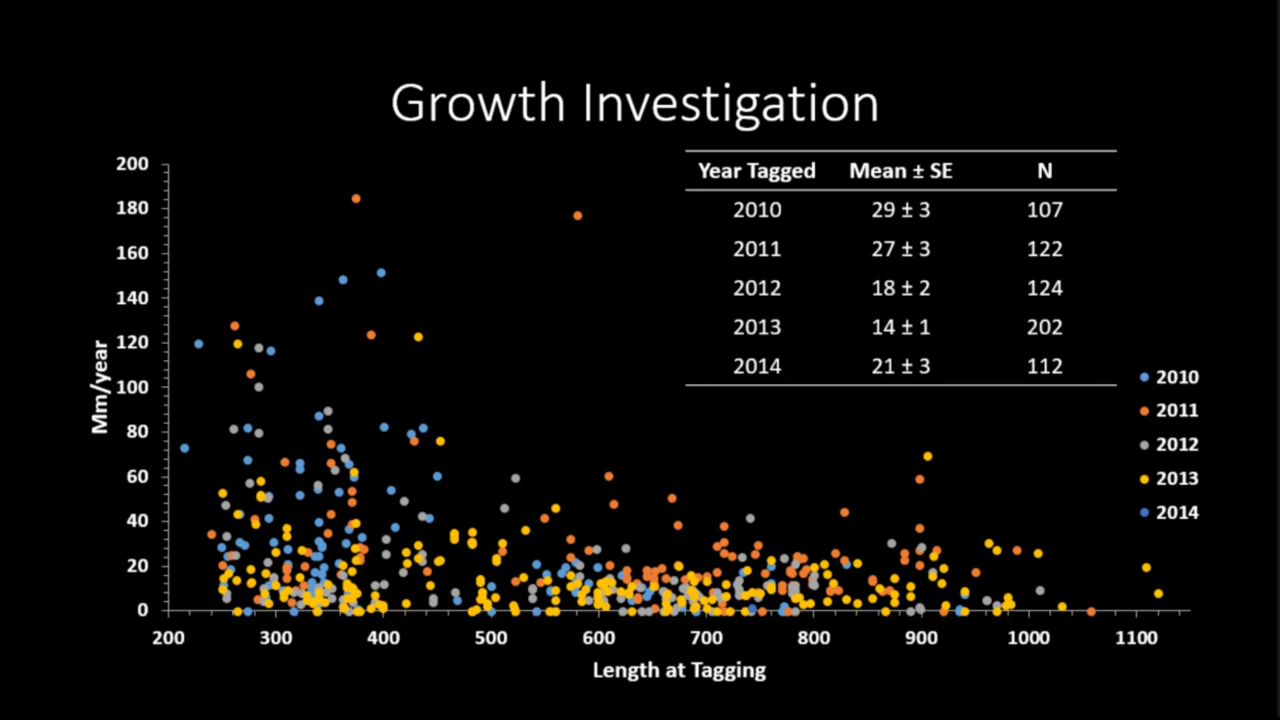 Growth Investigation
Year Tagged Mean ± SE N
2010 29 ± 3 107
2011 27 ± 3 122
2012 18 ± 2 124
2013 14 ± 1 202
2014 21 ± 3 112
200
180
160
140
120
100
80
60
40
20
0
Mm/year
200 300 400 500 600 700 800 900 1000 1100
Length at Tagging
2010
2011
2012
2013
2014